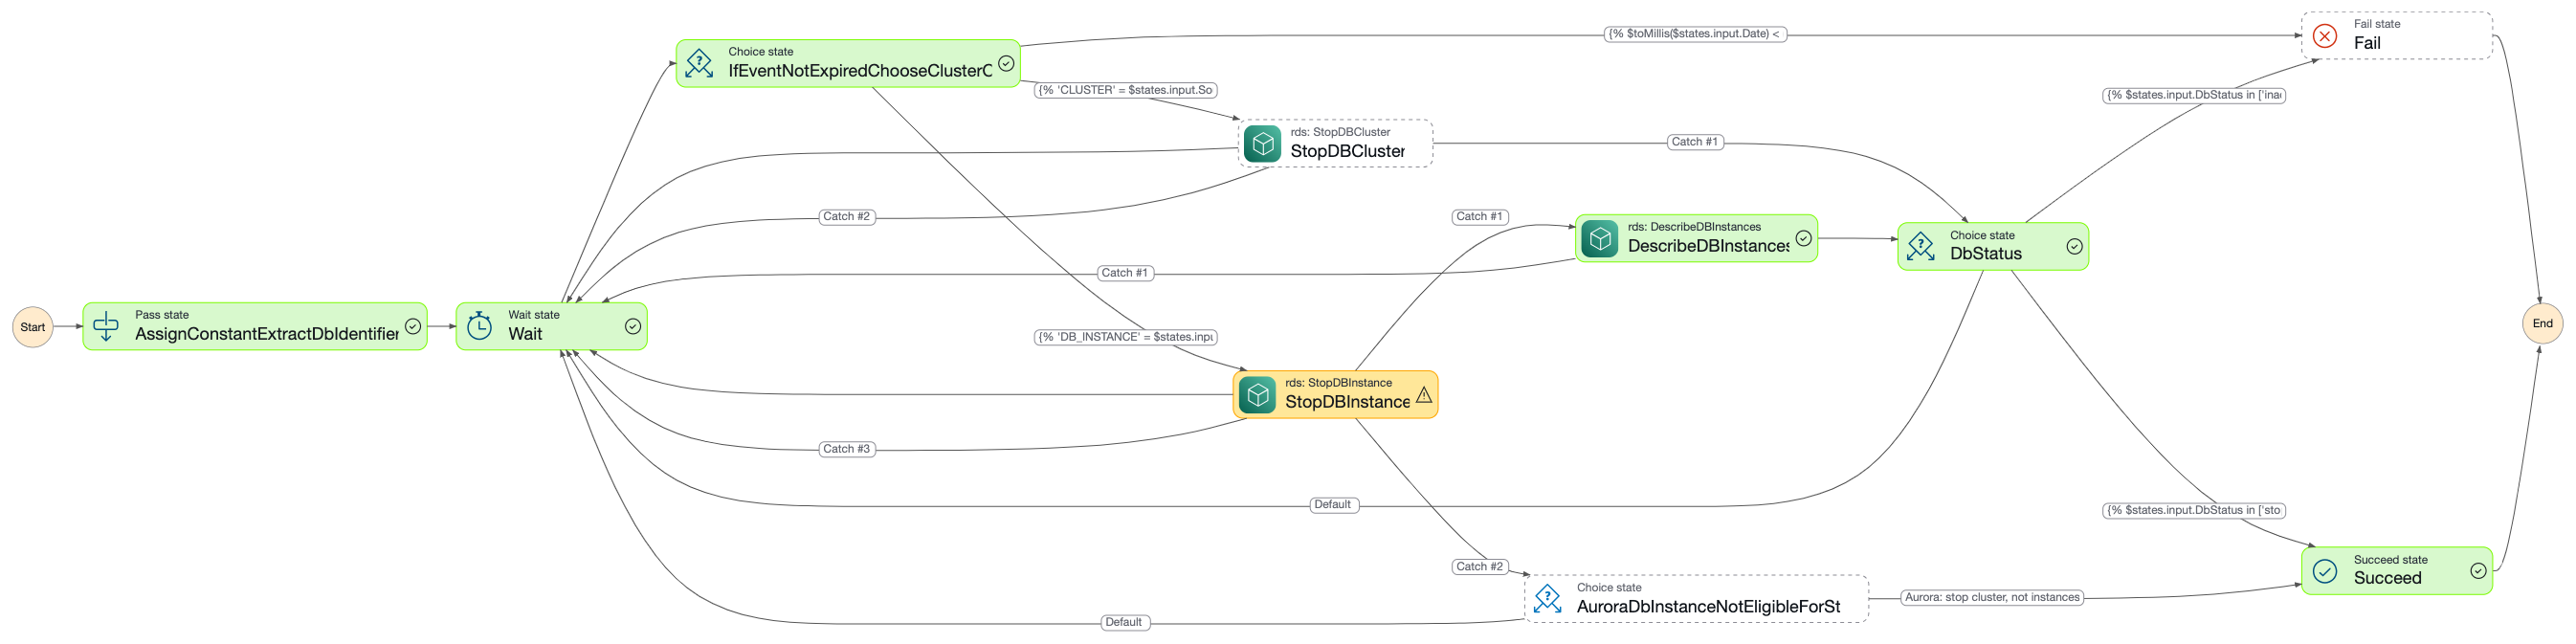 Fail state
Fail
{% $toMillis($states.input.Date) <
Choice state
IfEventNotExpiredChooseClusterC
{% 'CLUSTER' = $states.input.So
{% $states.input.DbStatus in ['ina
rds: StopDBCluster
StopDBCluster
Catch #1
Catch #2
Catch #1
rds: DescribeDBInstances
DescribeDBInstances
Choice state
DbStatus
Catch #1
Start
Pass state
AssignConstantExtractDbIdentifier
Wait state
Wait
End
{% 'DB_INSTANCE' = $states.inpu
rds: StopDBInstance
StopDBInstance
Catch #3
Default
{% $states.input.DbStatus in ['sto
Catch #2
Succeed state
Succeed
Choice state
AuroraDbInstanceNotEligibleForSt
Aurora: stop cluster, not instances
Default